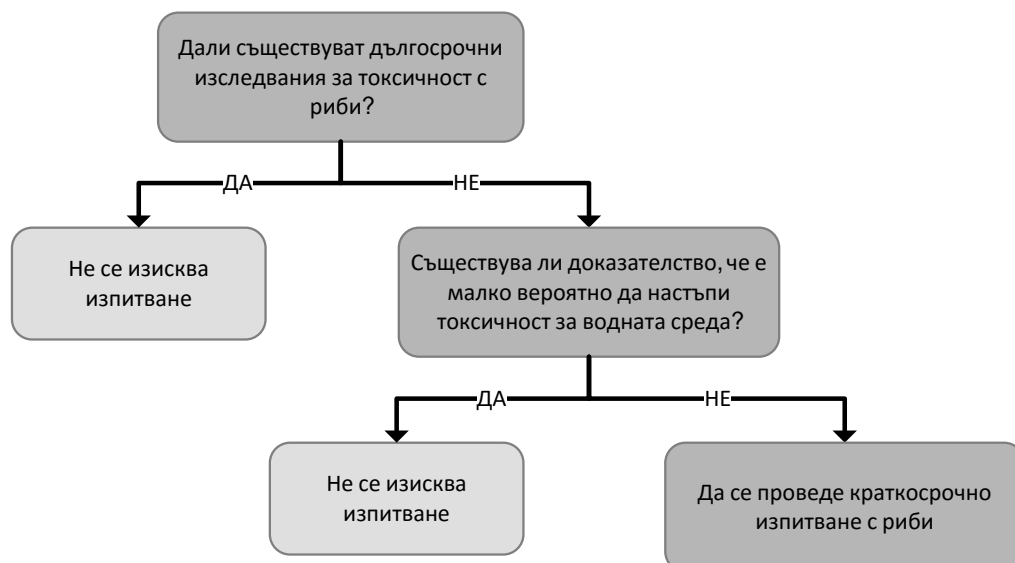 Дали съществуват дългосрочни
изследвания за токсичност с
риби?
ДА
НЕ
Не се изисква
изпитване
Съществува ли доказателство, че е
малко вероятно да настъпи
токсичност за водната среда?
ДА
НЕ
Не се изисква
изпитване
Да се проведе краткосрочно
изпитване с риби